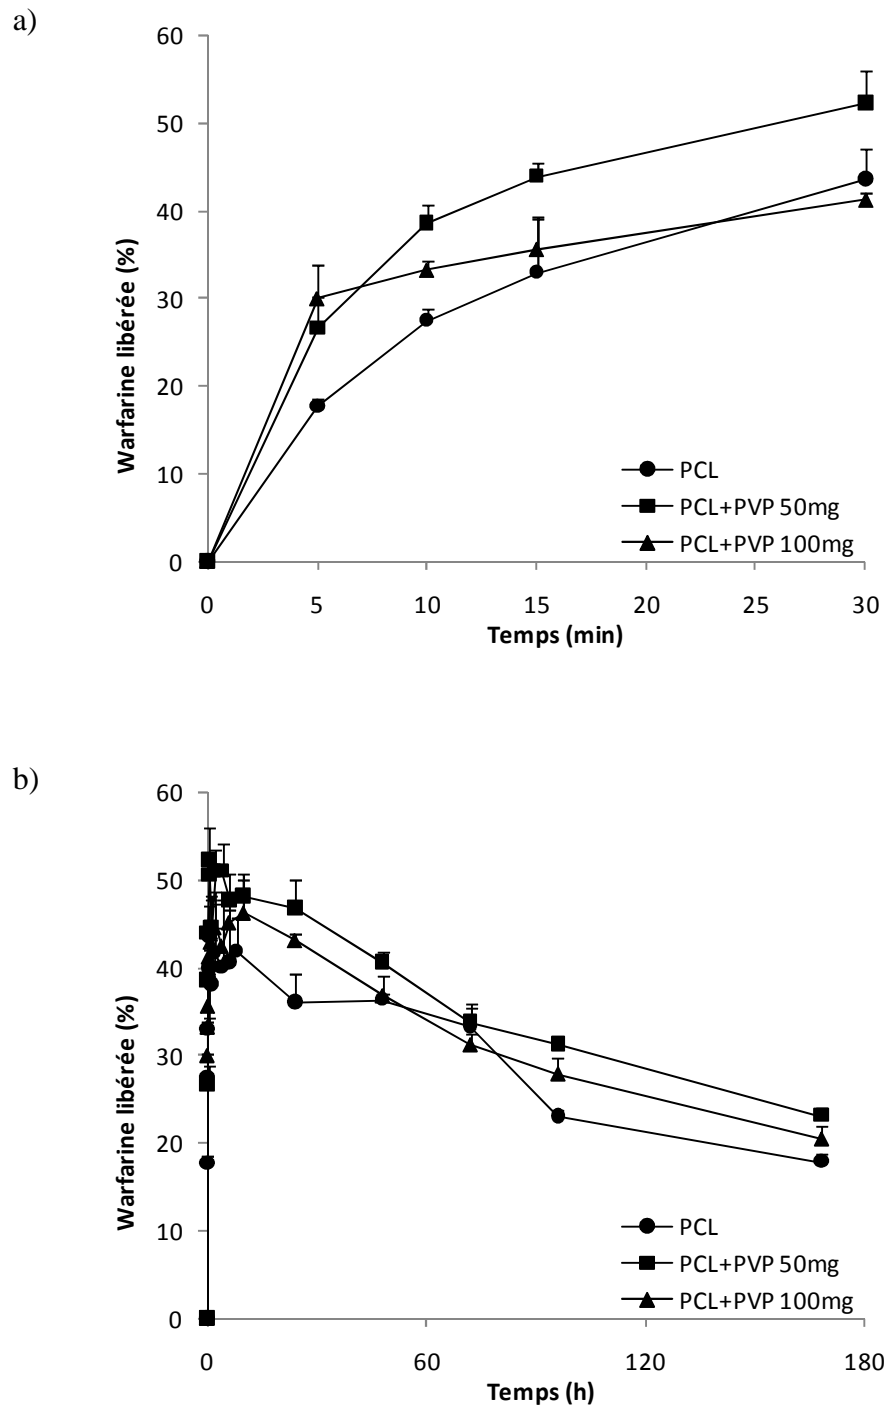 a)
60
50
40
30
20
10
0
Warfarine libérée (%)
PCL
PCL+PVP 50mg
PCL+PVP 100mg
0 5 10 15 20 25 30
Temps (min)
b)
60
50
40
30
20
10
0
Warfarine libérée (%)
PCL
PCL+PVP 50mg
PCL+PVP 100mg
0 60 120 180
Temps (h)